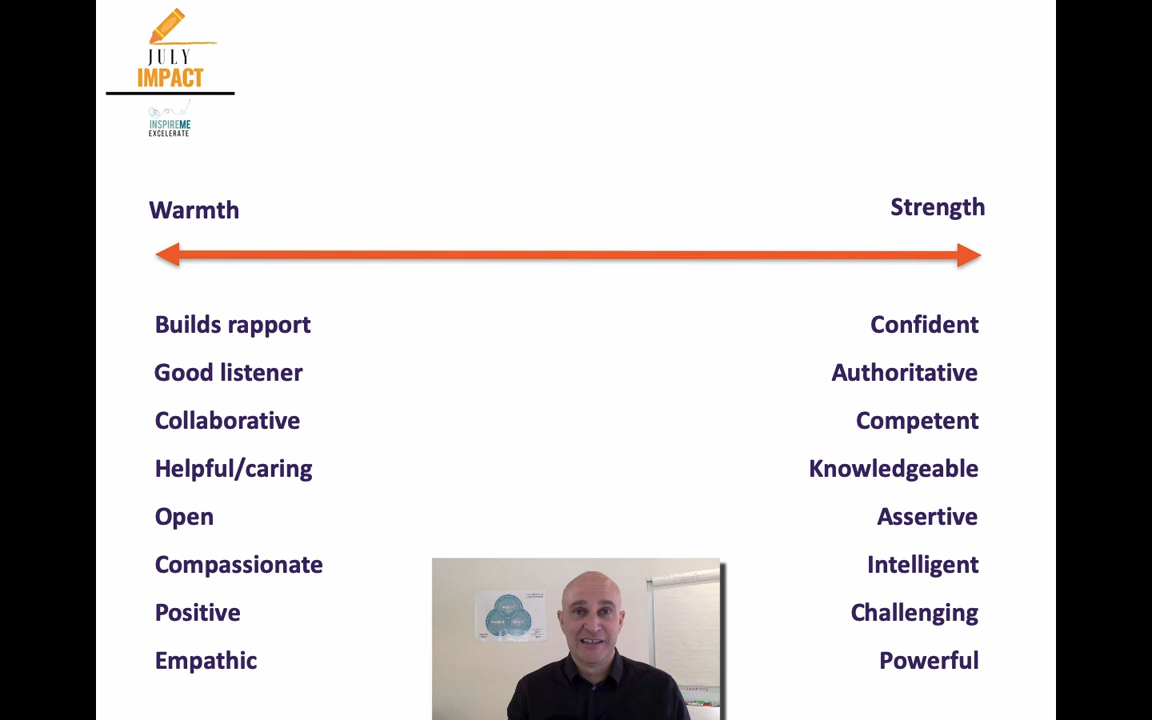 JULY
IMPACT
INSPIREME
EXCELERATE
Warmth
Strength
Builds rapport
Confident
Good listener
Authoritative
Collaborative
Competent
Helpful/caring
Knowledgeable
Open
Assertive
Compassionate
Intelligent
Positive
Challenging
Empathic
Powerful